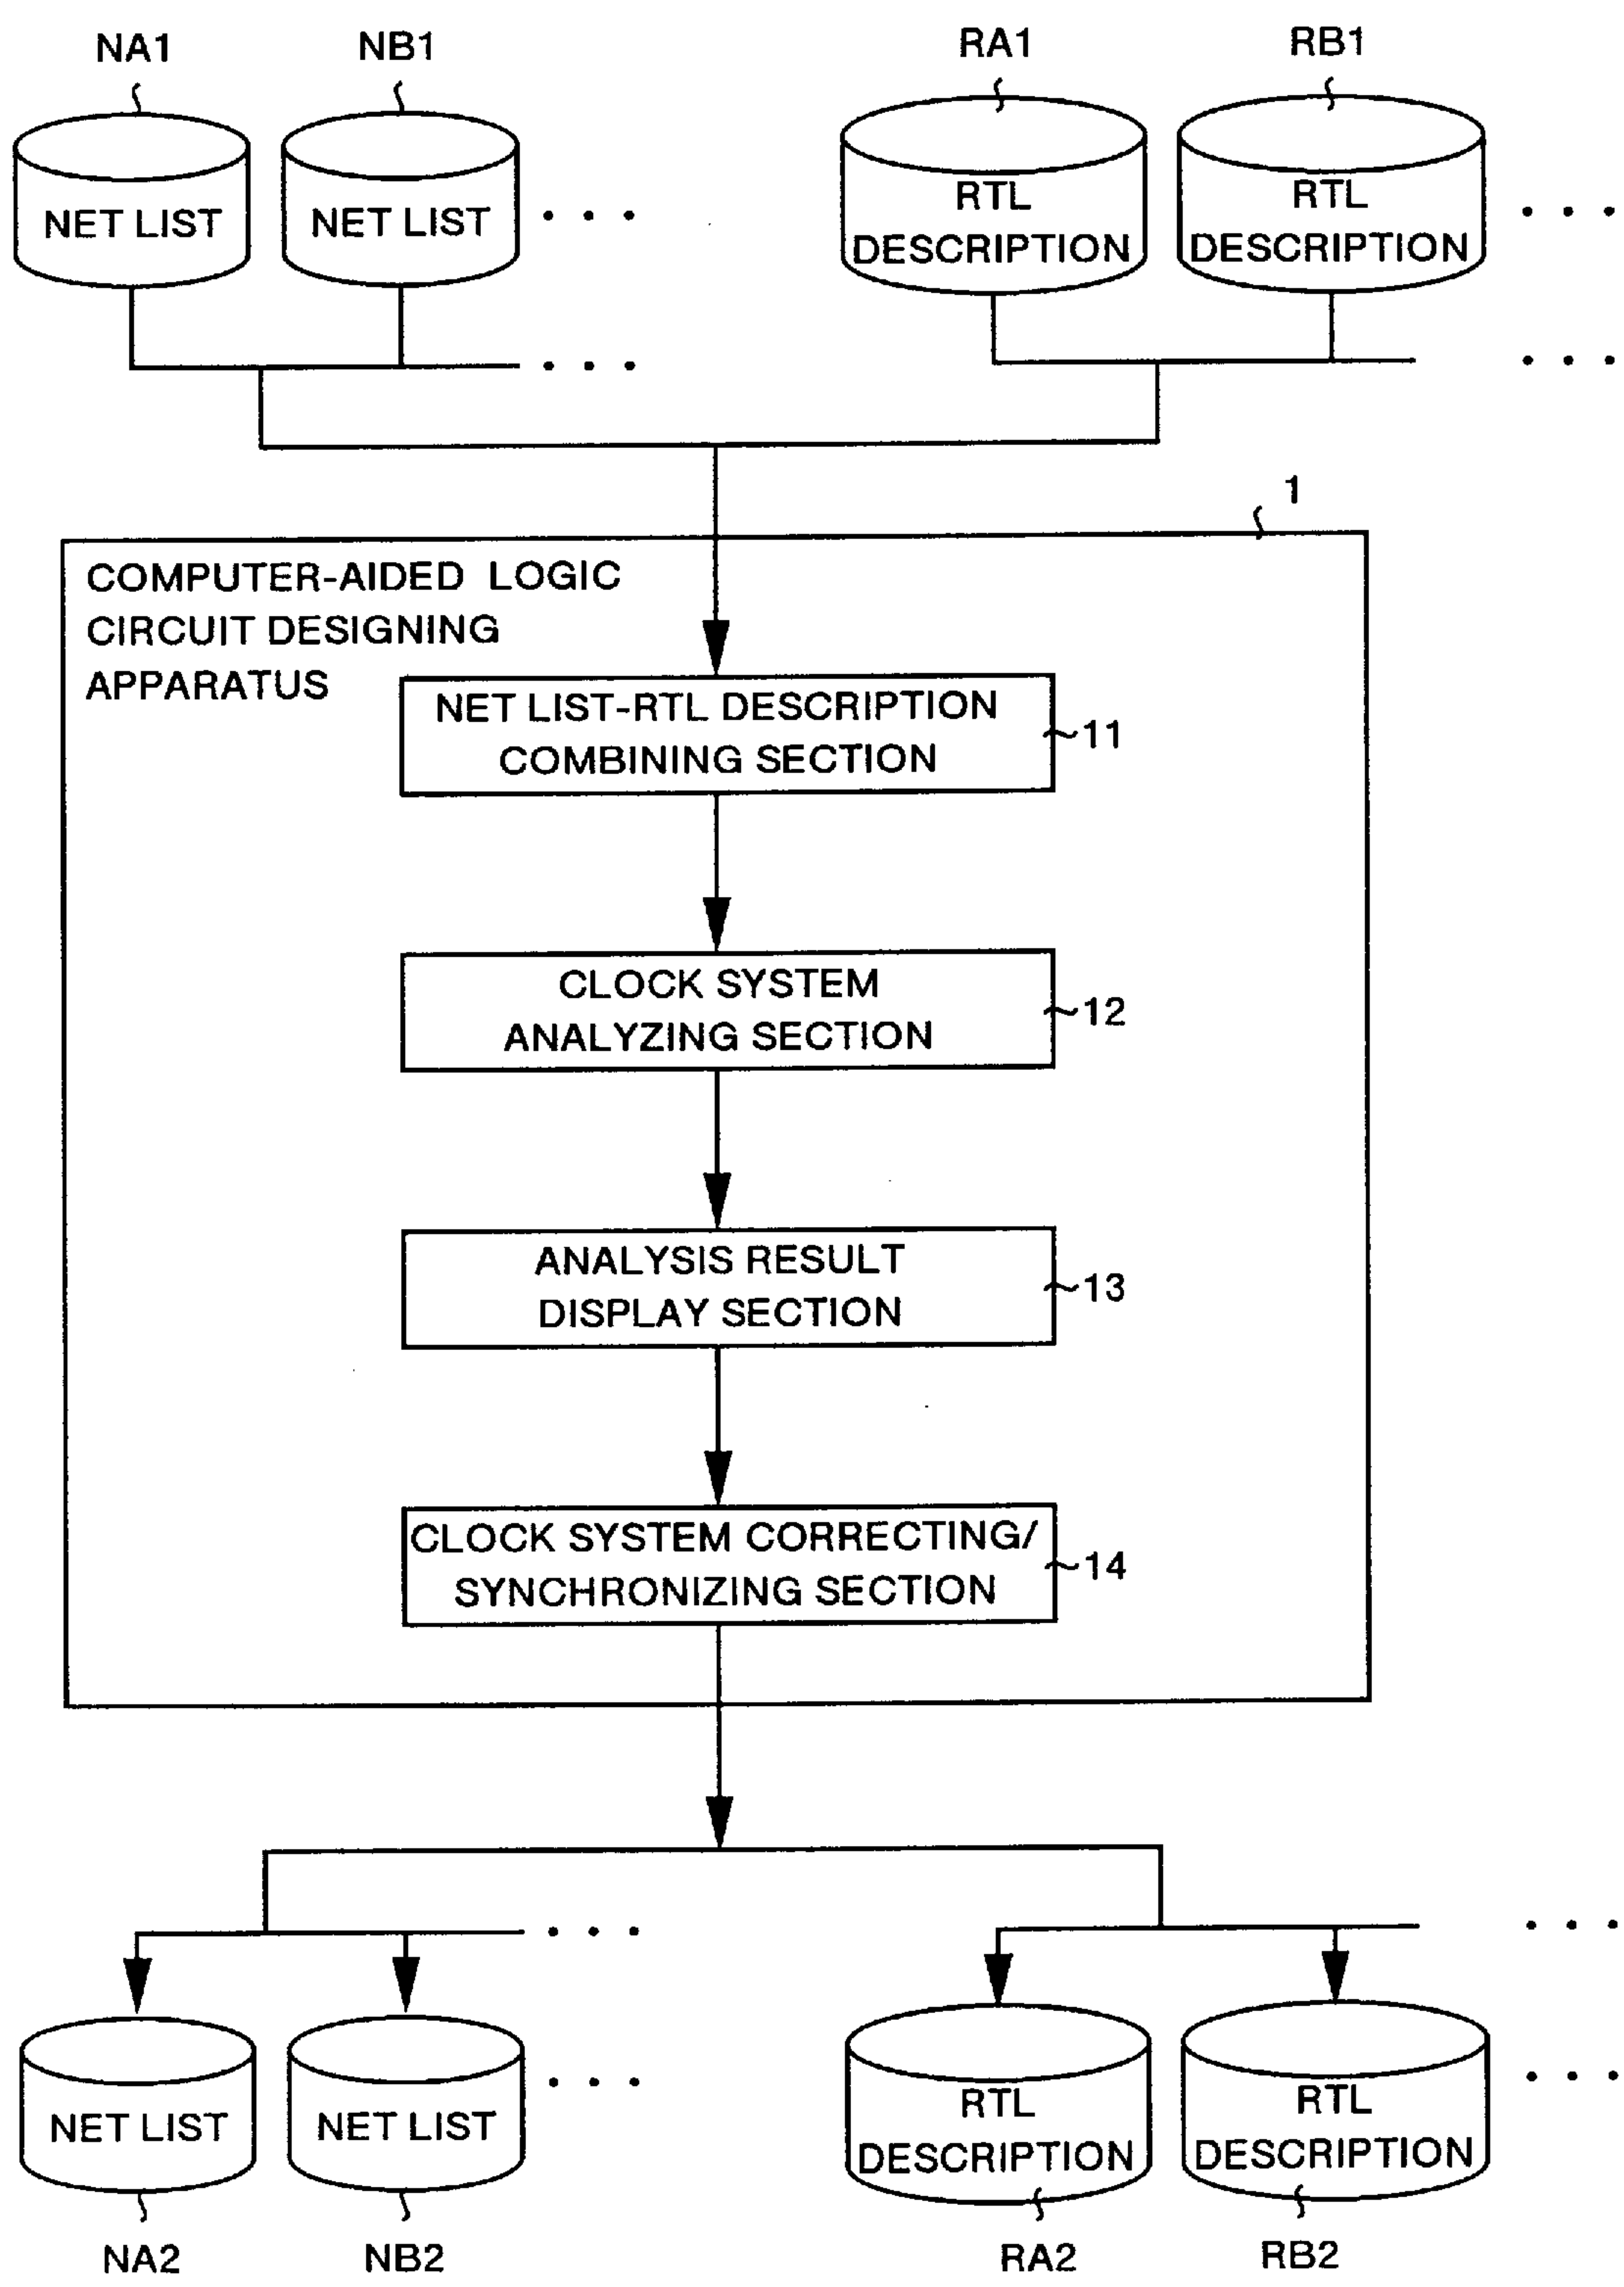 NA1
NB1
RA1
RB1
NET LIST
NET LIST
. . .
RTL
DESCRIPTION
RTL
DESCRIPTION
. . .
. . .
. . .
1
COMPUTER-AIDED LOGIC
CIRCUIT DESIGNING
APPARATUS
NET LIST-RTL DESCRIPTION
COMBINING SECTION
11
CLOCK SYSTEM
ANALYZING SECTION
12
ANALYSIS RESULT
DISPLAY SECTION
13
CLOCK SYSTEM CORRECTING/
SYNCHRONIZING SECTION
14
. . .
. . .
NET LIST
NET LIST
. . .
RTL
DESCRIPTION
RTL
DESCRIPTION
. . .
NA2
NB2
RA2
RB2